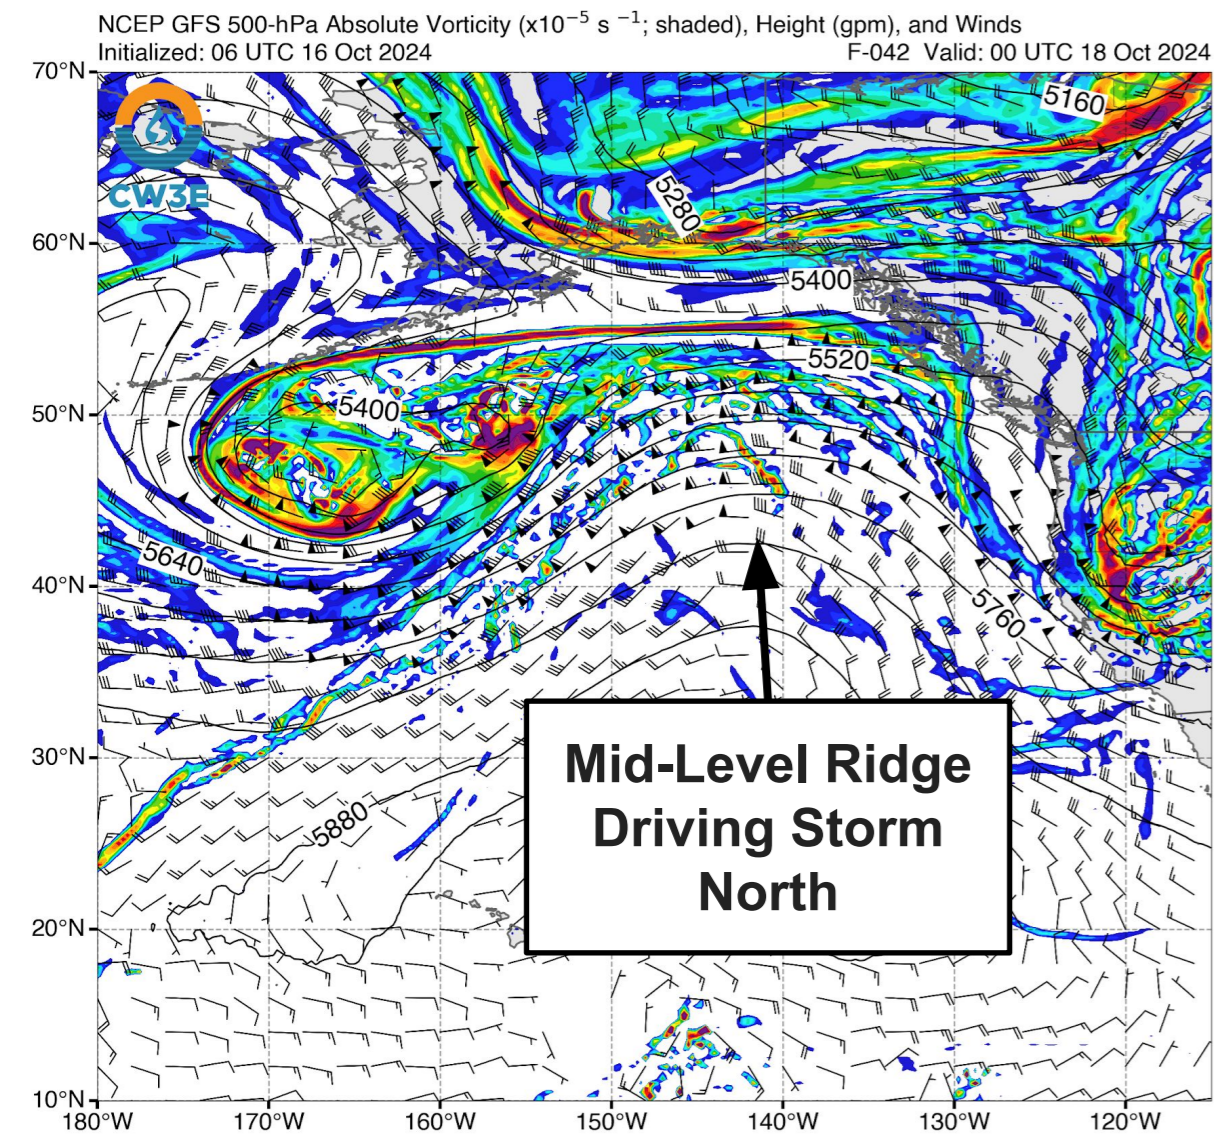 NCEP GFS 500-hPa Absolute Vorticity (x10⁻⁵ s ⁻¹; shaded), Height (gpm), and Winds
Initialized: 06 UTC 16 Oct 2024
F-042 Valid: 00 UTC 18 Oct 2024
70°N
60°N
50°N
40°N
30°N
20°N
10°N
CW3E
5160
5280
5400
5520
5400
5640
5760
5880
Mid-Level Ridge
Driving Storm
North
180°W
170°W
160°W
150°W
140°W
130°W
120°W